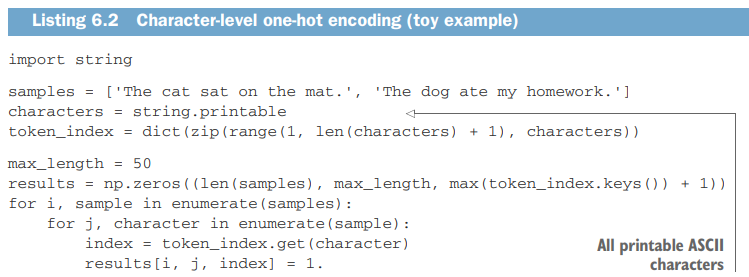 Listing 6.2 Character-level one-hot encoding (toy example)
import string
samples = ['The cat sat on the mat.', 'The dog ate my homework.']
characters = string.printable
token_index = dict(zip(range(1, len(characters) + 1), characters))
max_length = 50
results = np.zeros((len(samples), max_length, max(token_index.keys()) + 1))
for i, sample in enumerate(samples):
    for j, character in enumerate(sample):
        index = token_index.get(character)
        results[i, j, index] = 1.
All printable ASCII
characters